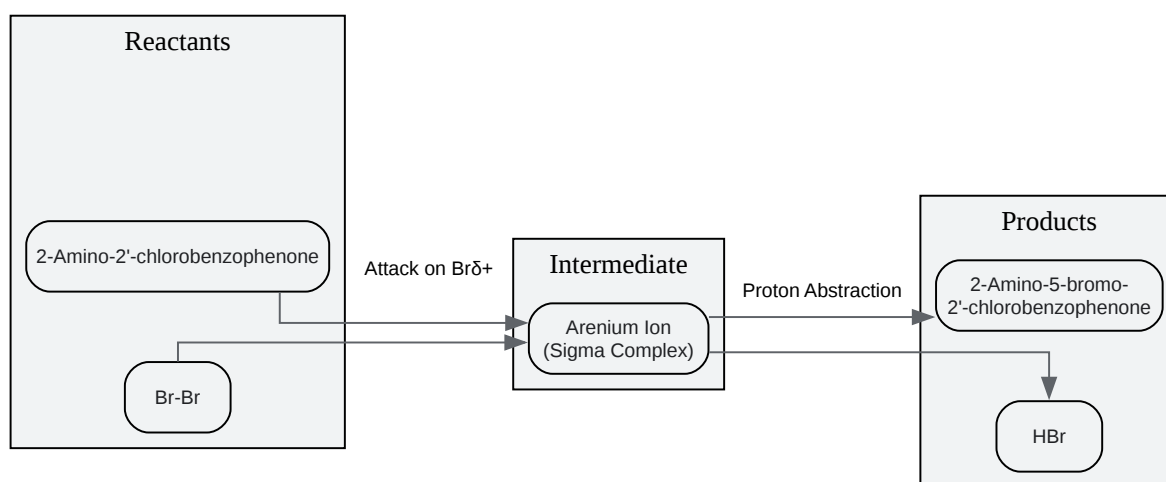 Reactants
2-Amino-2'-chlorobenzophenone
Br-Br
Attack on Brδ+
Intermediate
Arenium Ion
(Sigma Complex)
Proton Abstraction
Products
2-Amino-5-bromo-
2'-chlorobenzophenone
HBr